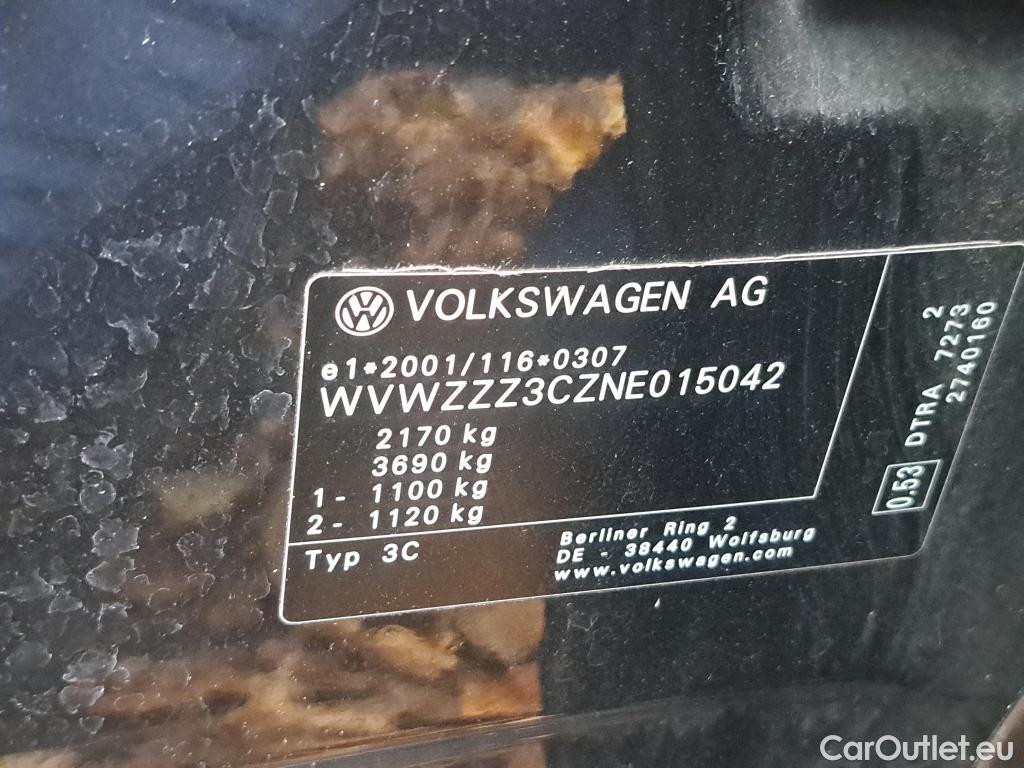 VOLKSWAGEN AG
e1*2001/116*0307
WVWZZZ3CZNE015042
2170 kg
3690 kg
1- 1100 kg
2- 1120 kg
Typ 3C
Berliner Ring 2
DE - 38440 Wolfsburg
www.volkswagen.com
0.53 DTRA 7273 2
2740160
CarOutlet.eu